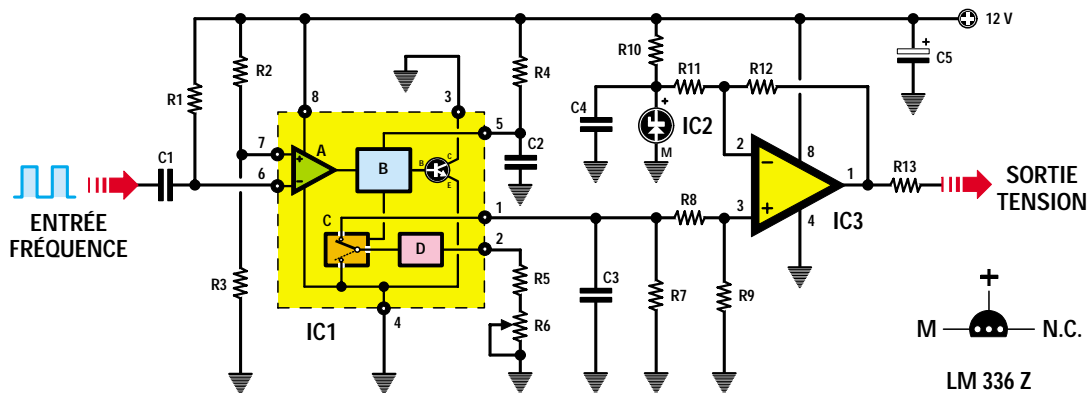 12 V
C5
R10
R2
R4
R11
R12
R1
8
3
5
C4
IC2
C2
7
A
6
+
-
B
B
C
E
M
2
8
C1
1
R13
SORTIE
TENSION
ENTRÉE
FRÉQUENCE
C
1
R8
3
4
IC3
D
2
R3
R5
C3
R7
R9
R6
IC1
4
+
M
N.C.
LM 336 Z